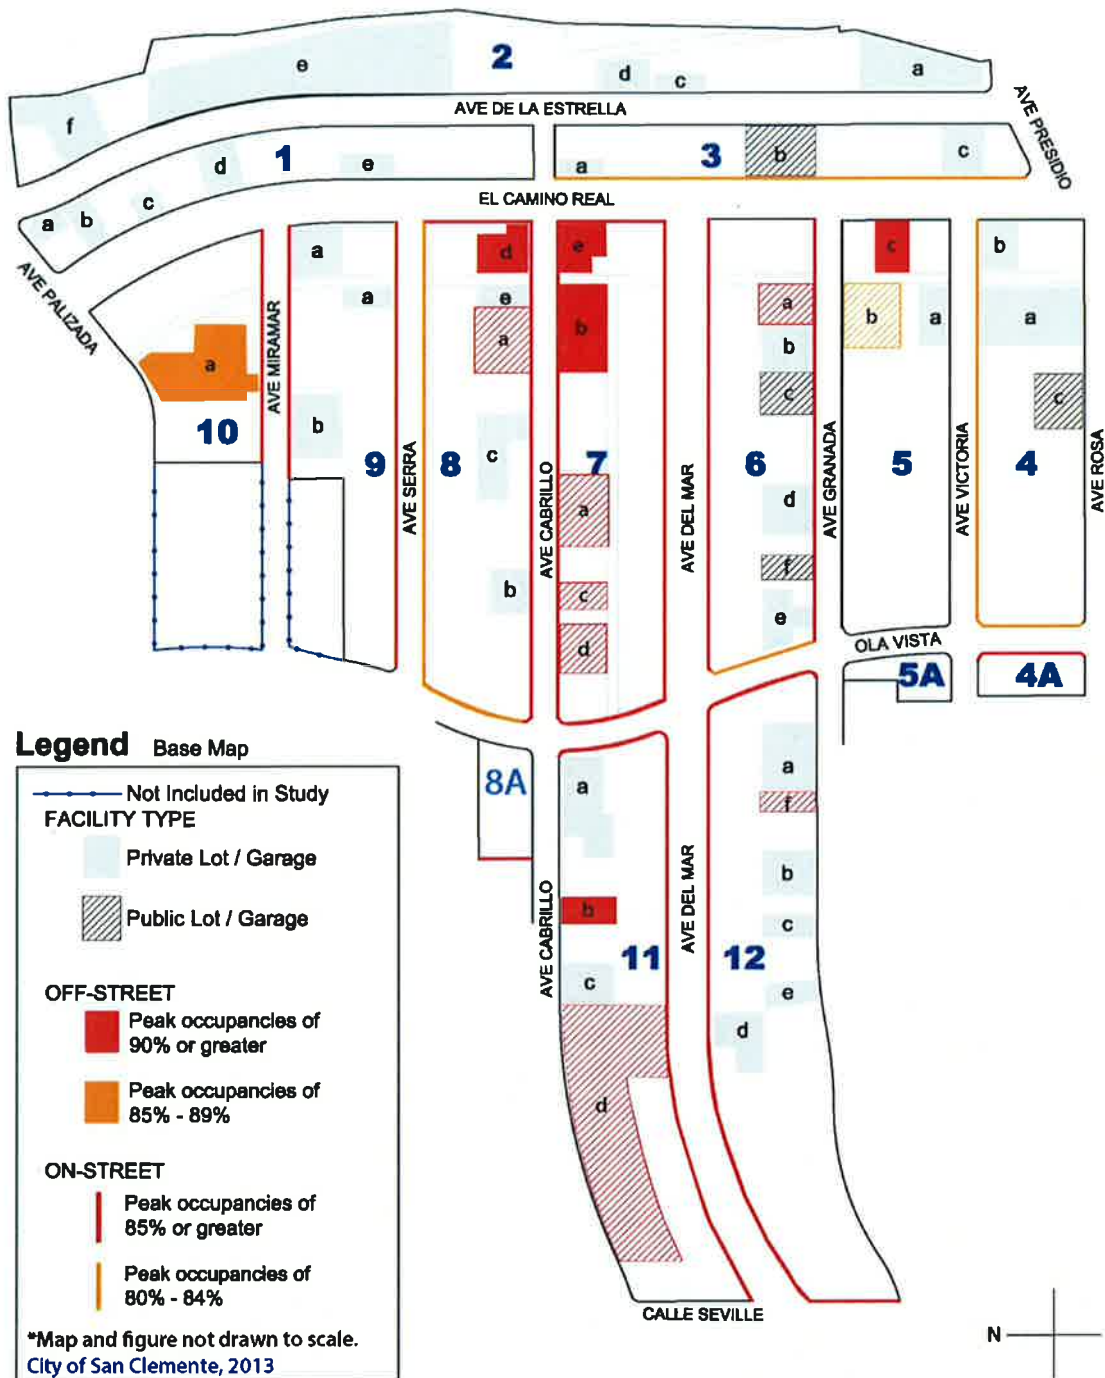 2
e
d
c
a
f
AVE DE LA ESTRELLA
AVE PRESIDIO
1
d
e
3
a
b
c
EL CAMINO REAL
a
b
c
AVE PALIZADA
a
10
AVE MIRAMAR
a
a
b
9
AVE SERRA
d
e
a
c
8
b
AVE CABRILLO
e
b
7
a
c
d
AVE DEL MAR
a
b
c
6
d
f
e
AVE GRANADA
c
b
a
5
AVE VICTORIA
b
a
c
4
AVE ROSA
OLA VISTA
5A
4A
8A
a
b
c
11
d
AVE CABRILLO
AVE DEL MAR
a
f
b
c
12
e
d
CALLE SEVILLE
N
Legend Base Map
Not Included in Study
FACILITY TYPE
Private Lot / Garage
Public Lot / Garage
OFF-STREET
Peak occupancies of
90% or greater
Peak occupancies of
85% - 89%
ON-STREET
Peak occupancies of
85% or greater
Peak occupancies of
80% - 84%
*Map and figure not drawn to scale.
City of San Clemente, 2013